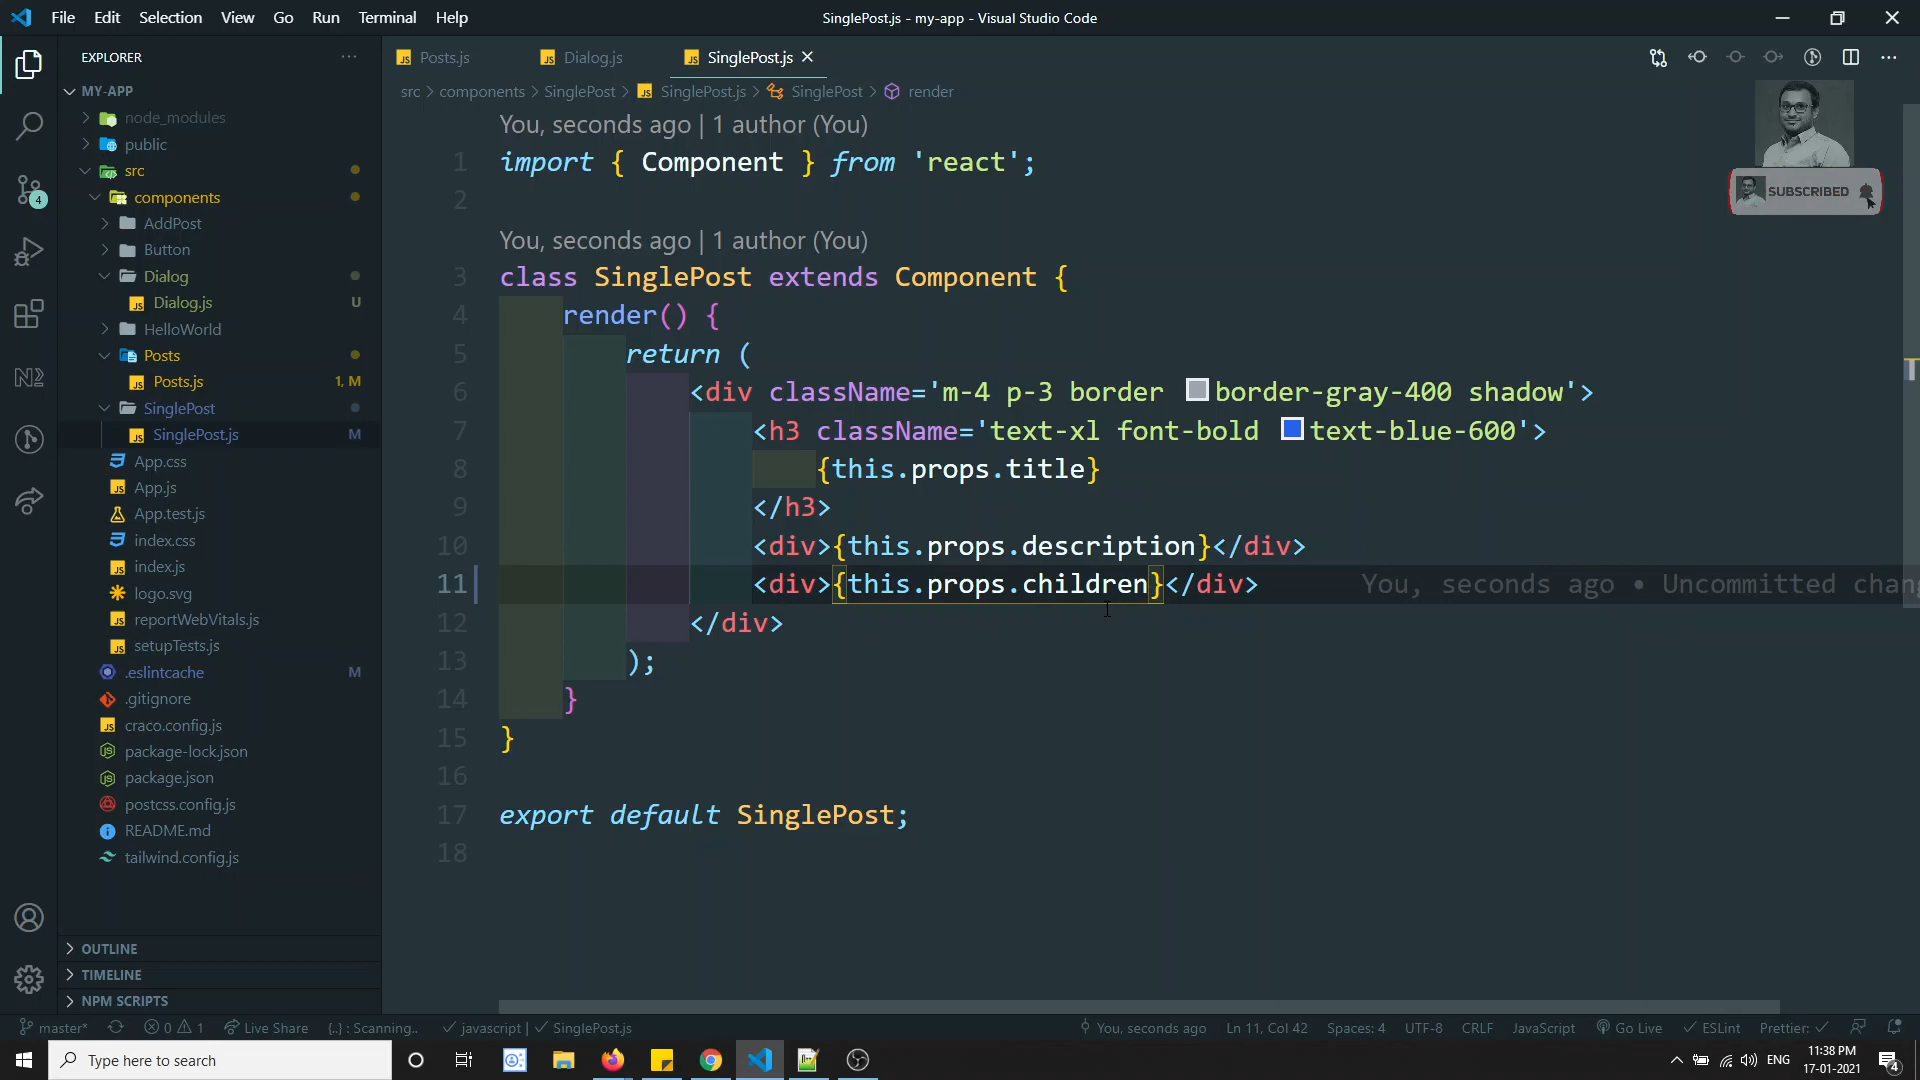 File Edit Selection View Go Run Terminal Help
SinglePost.js - my-app - Visual Studio Code
EXPLORER
MY-APP
node_modules
public
src
components
AddPost
Button
Dialog
Dialog.js U
HelloWorld
Posts
Posts.js 1, M
SinglePost
SinglePost.js M
App.css
App.js
App.test.js
index.css
index.js
logo.svg
reportWebVitals.js
setupTests.js
.eslintcache M
.gitignore
craco.config.js
package-lock.json
package.json
postcss.config.js
README.md
tailwind.config.js
OUTLINE
TIMELINE
NPM SCRIPTS
4
Posts.js Dialog.js SinglePost.js
src > components > SinglePost > SinglePost.js > SinglePost > render
SUBSCRIBED
You, seconds ago | 1 author (You)
1 import { Component } from 'react';
2
You, seconds ago | 1 author (You)
3 class SinglePost extends Component {
4 render() {
5 return (
6 <div className='m-4 p-3 border border-gray-400 shadow'>
7 <h3 className='text-xl font-bold text-blue-600'>
8 {this.props.title}
9 </h3>
10 <div>{this.props.description}</div>
11 <div>{this.props.children}</div> You, seconds ago • Uncommitted chang
12 </div>
13 );
14 }
15 }
16
17 export default SinglePost;
18
master* 0 1 Live Share {..} : Scanning.. javascript | SinglePost.js You, seconds ago Ln 11, Col 42 Spaces: 4 UTF-8 CRLF JavaScript Go Live ESLint Prettier:
Type here to search
ENG
11:38 PM
17-01-2021
4